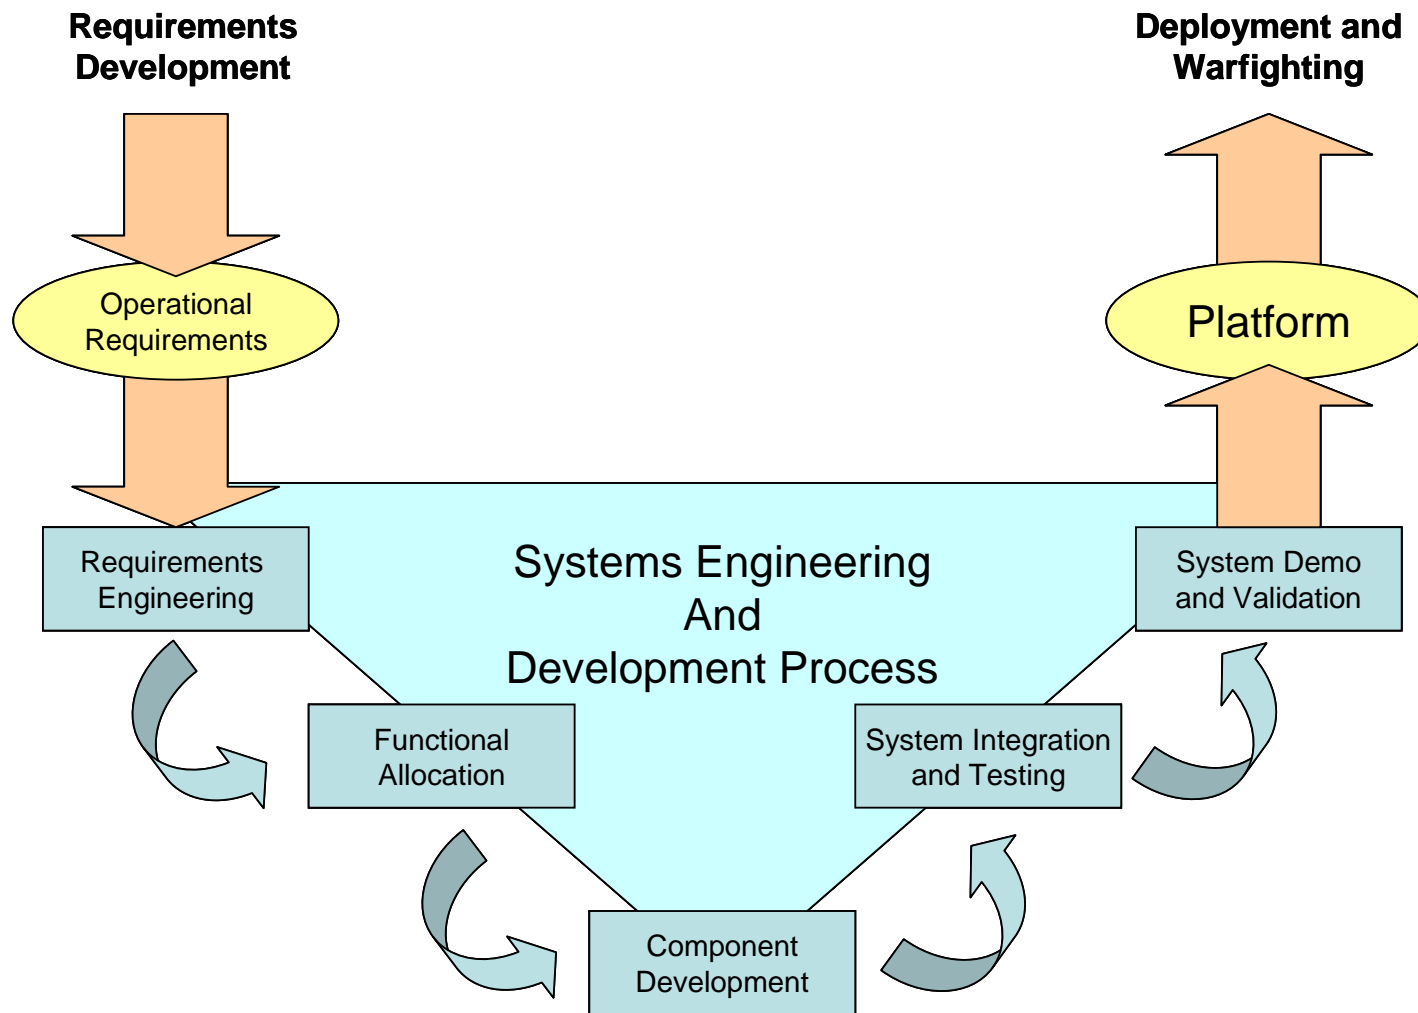 Requirements
Development
Deployment and
Warfighting
Operational
Requirements
Platform
Requirements
Engineering
Systems Engineering
And
Development Process
System Demo
and Validation
Functional
Allocation
System Integration
and Testing
Component
Development